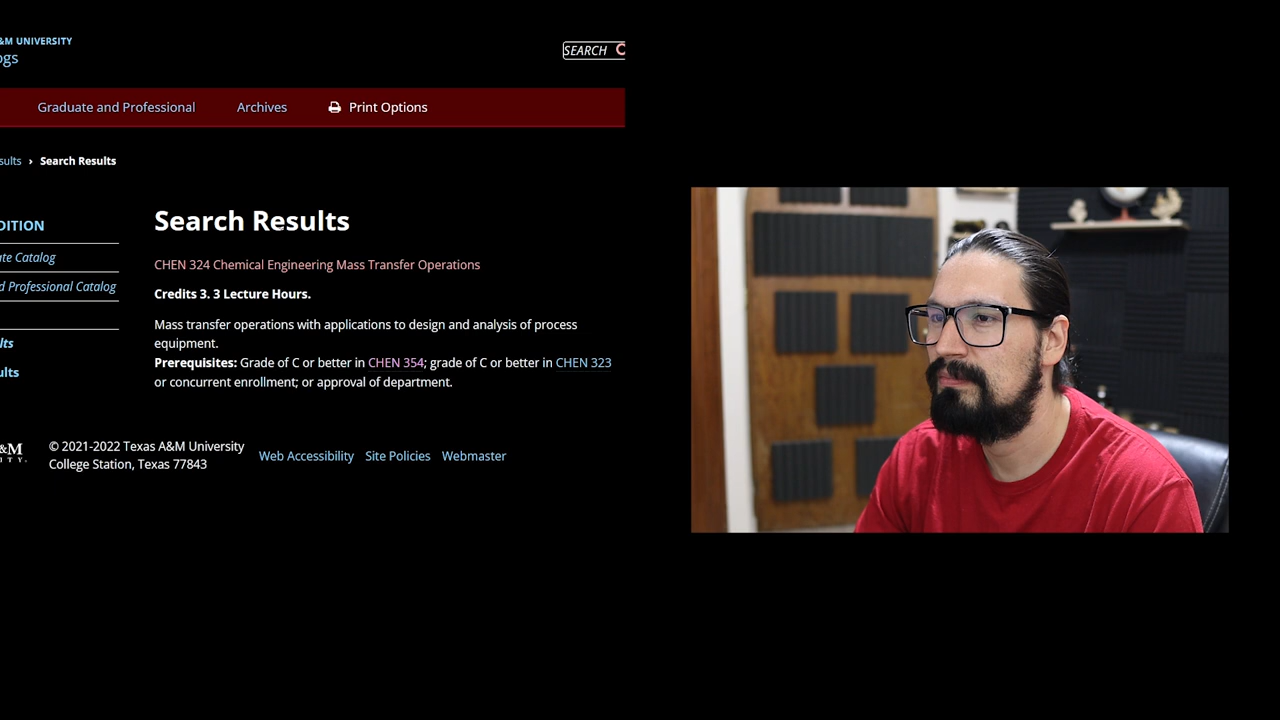 &M UNIVERSITY
ogs
SEARCH
Graduate and Professional
Archives
Print Options
sults › Search Results
DITION
ate Catalog
d Professional Catalog
lts
ults
Search Results
CHEN 324 Chemical Engineering Mass Transfer Operations
Credits 3. 3 Lecture Hours.
Mass transfer operations with applications to design and analysis of process
equipment.
Prerequisites: Grade of C or better in CHEN 354; grade of C or better in CHEN 323
or concurrent enrollment; or approval of department.
&M
ITY.
© 2021-2022 Texas A&M University
College Station, Texas 77843
Web Accessibility
Site Policies
Webmaster